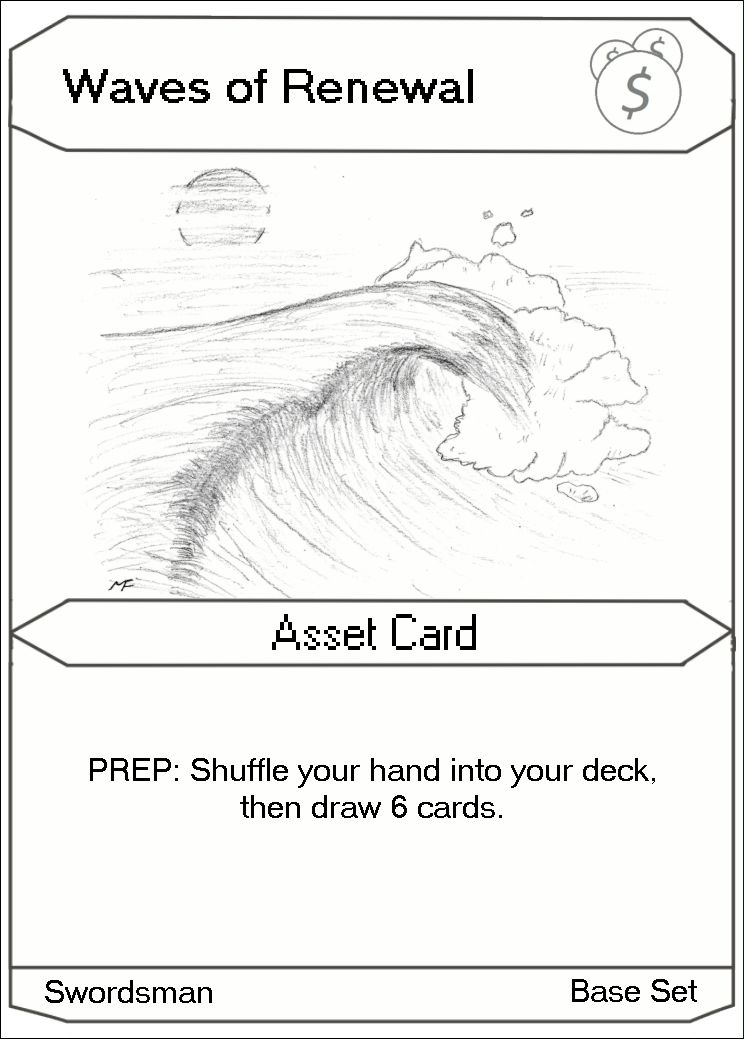 Waves of Renewal
$ $
$
MF
Asset Card
PREP: Shuffle your hand into your deck,
then draw 6 cards.
Swordsman
Base Set